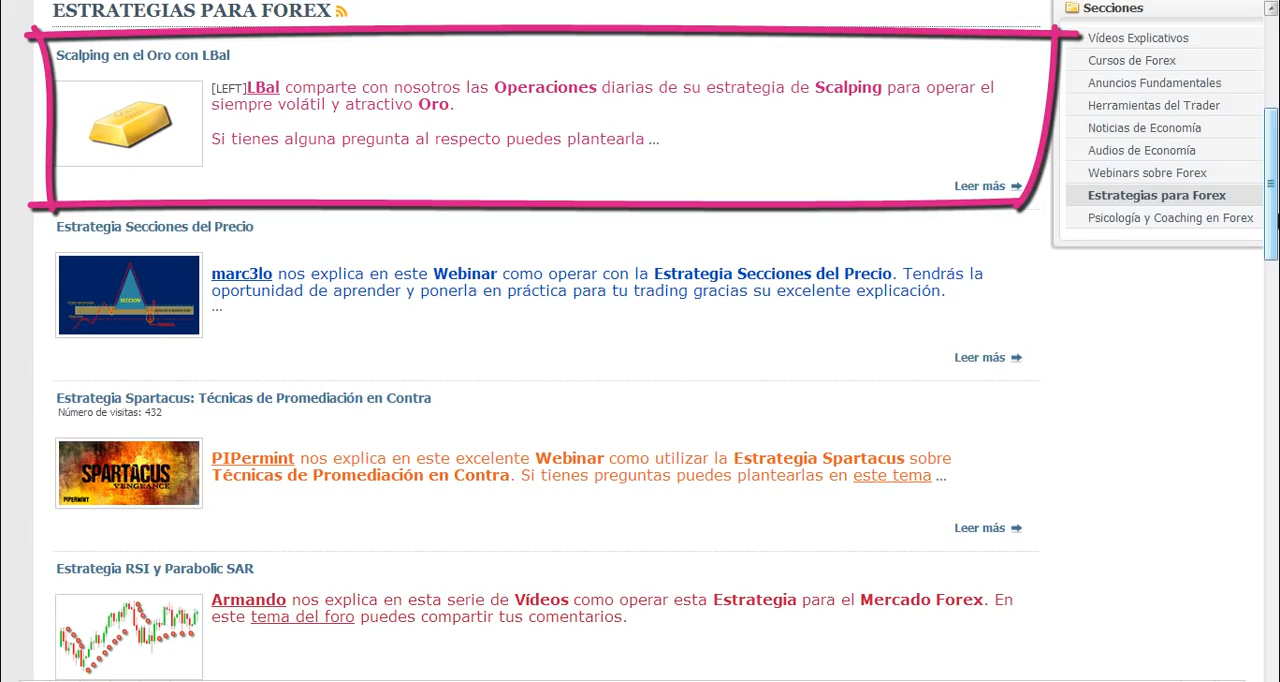 ESTRATEGIAS PARA FOREX
Scalping en el Oro con LBal
[LEFT]LBal comparte con nosotros las Operaciones diarias de su estrategia de Scalping para operar el
siempre volátil y atractivo Oro.
Si tienes alguna pregunta al respecto puedes plantearla ...
Leer más
Estrategia Secciones del Precio
SECCION
marc3lo nos explica en este Webinar como operar con la Estrategia Secciones del Precio. Tendrás la
oportunidad de aprender y ponerla en práctica para tu trading gracias su excelente explicación.
...
Leer más
Estrategia Spartacus: Técnicas de Promediación en Contra
Número de visitas: 432
SPARTACUS
VENGEANCE
PIPERMINT
PIPermint nos explica en este excelente Webinar como utilizar la Estrategia Spartacus sobre
Técnicas de Promediación en Contra. Si tienes preguntas puedes plantearlas en este tema ...
Leer más
Estrategia RSI y Parabolic SAR
Armando nos explica en esta serie de Vídeos como operar esta Estrategia para el Mercado Forex. En
este tema del foro puedes compartir tus comentarios.
Secciones
Vídeos Explicativos
Cursos de Forex
Anuncios Fundamentales
Herramientas del Trader
Noticias de Economía
Audios de Economía
Webinars sobre Forex
Estrategias para Forex
Psicología y Coaching en Forex